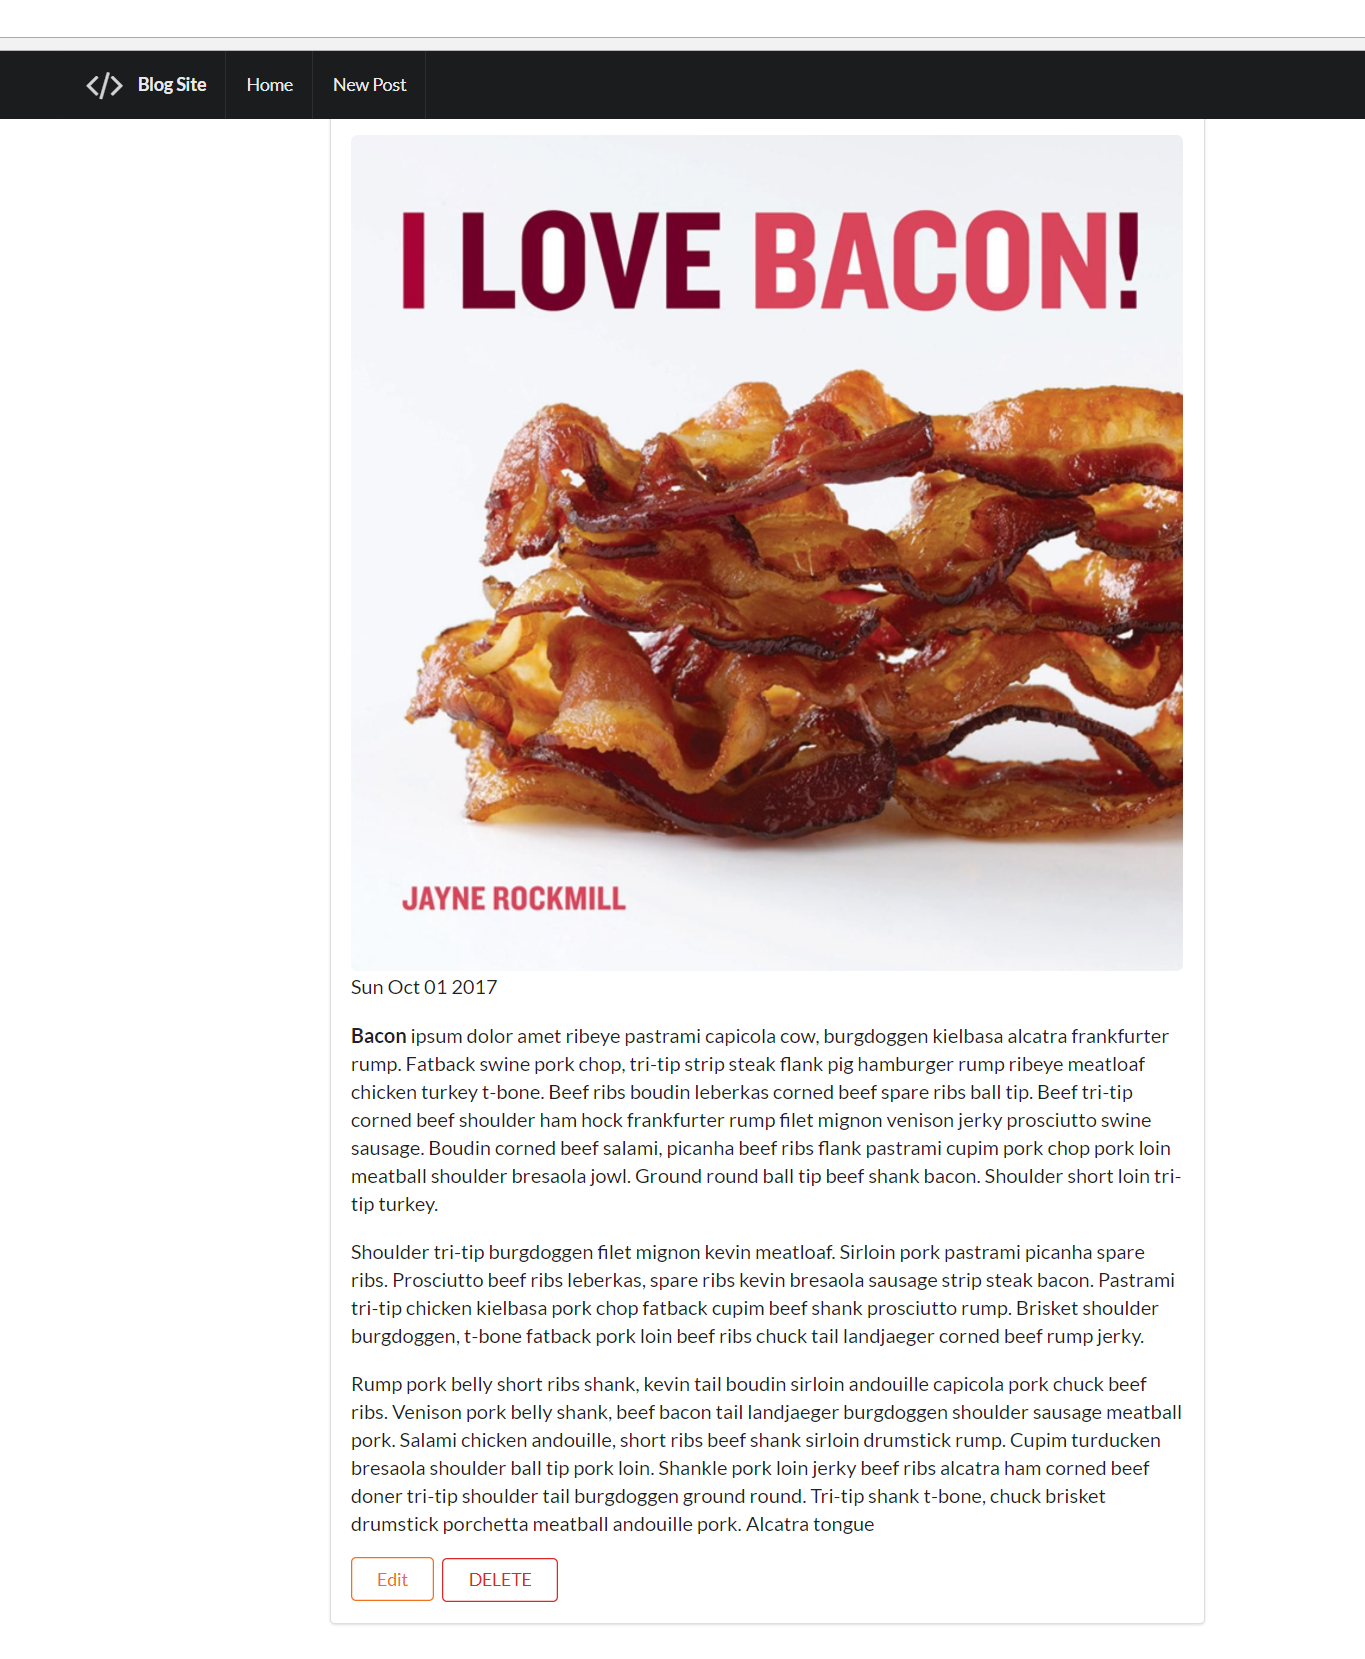 Blog Site Home New Post
I LOVE BACON!
JAYNE ROCKMILL
Sun Oct 01 2017
Bacon ipsum dolor amet ribeye pastrami capicola cow, burgdoggen kielbasa alcatra frankfurter
rump. Fatback swine pork chop, tri-tip strip steak flank pig hamburger rump ribeye meatloaf
chicken turkey t-bone. Beef ribs boudin leberkas corned beef spare ribs ball tip. Beef tri-tip
corned beef shoulder ham hock frankfurter rump filet mignon venison jerky prosciutto swine
sausage. Boudin corned beef salami, picanha beef ribs flank pastrami cupim pork chop pork loin
meatball shoulder bresaola jowl. Ground round ball tip beef shank bacon. Shoulder short loin tri-
tip turkey.
Shoulder tri-tip burgdoggen filet mignon kevin meatloaf. Sirloin pork pastrami picanha spare
ribs. Prosciutto beef ribs leberkas, spare ribs kevin bresaola sausage strip steak bacon. Pastrami
tri-tip chicken kielbasa pork chop fatback cupim beef shank prosciutto rump. Brisket shoulder
burgdoggen, t-bone fatback pork loin beef ribs chuck tail landjaeger corned beef rump jerky.
Rump pork belly short ribs shank, kevin tail boudin sirloin andouille capicola pork chuck beef
ribs. Venison pork belly shank, beef bacon tail landjaeger burgdoggen shoulder sausage meatball
pork. Salami chicken andouille, short ribs beef shank sirloin drumstick rump. Cupim turducken
bresaola shoulder ball tip pork loin. Shankle pork loin jerky beef ribs alcatra ham corned beef
doner tri-tip shoulder tail burgdoggen ground round. Tri-tip shank t-bone, chuck brisket
drumstick porchetta meatball andouille pork. Alcatra tongue
Edit DELETE